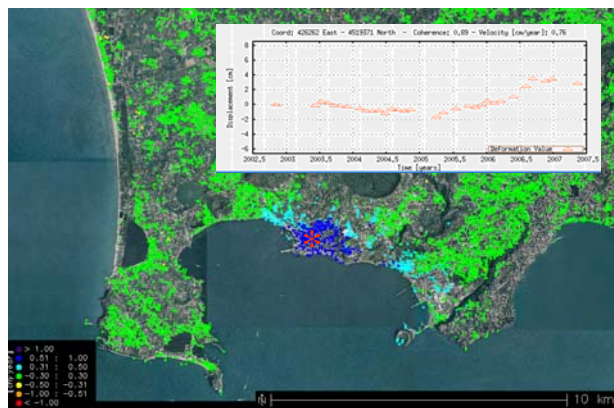 Coord: 426262 East - 4519371 North - Coherence: 0,89 - Velocity [cm/year]: 0,76
Displacement [cm]
8
6
4
2
0
-2
-4
-6
2002,5 2003 2003,5 2004 2004,5 2005 2005,5 2006 2006,5 2007 2007,5
Deformation Value
Time [years]
[cm/year]
> 1.00
0.51 : 1.00
0.31 : 0.50
-0.30 : 0.30
-0.50 : -0.31
-1.00 : -0.51
< -1.00
N
10 km